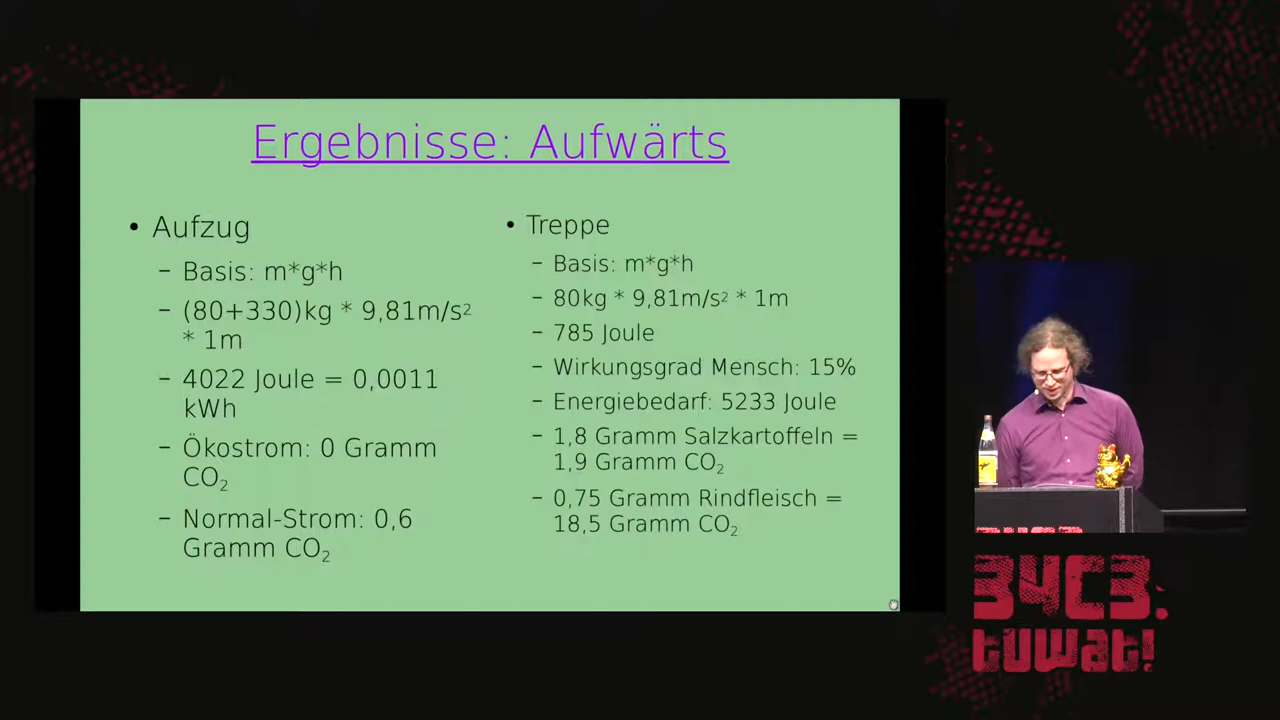 Ergebnisse: Aufwärts
• Aufzug
– Basis: m*g*h
– (80+330)kg * 9,81m/s²
* 1m
– 4022 Joule = 0,0011
kWh
– Ökostrom: 0 Gramm
CO₂
– Normal-Strom: 0,6
Gramm CO₂
• Treppe
– Basis: m*g*h
– 80kg * 9,81m/s² * 1m
– 785 Joule
– Wirkungsgrad Mensch: 15%
– Energiebedarf: 5233 Joule
– 1,8 Gramm Salzkartoffeln =
1,9 Gramm CO₂
– 0,75 Gramm Rindfleisch =
18,5 Gramm CO₂
34C3.
tuwat!